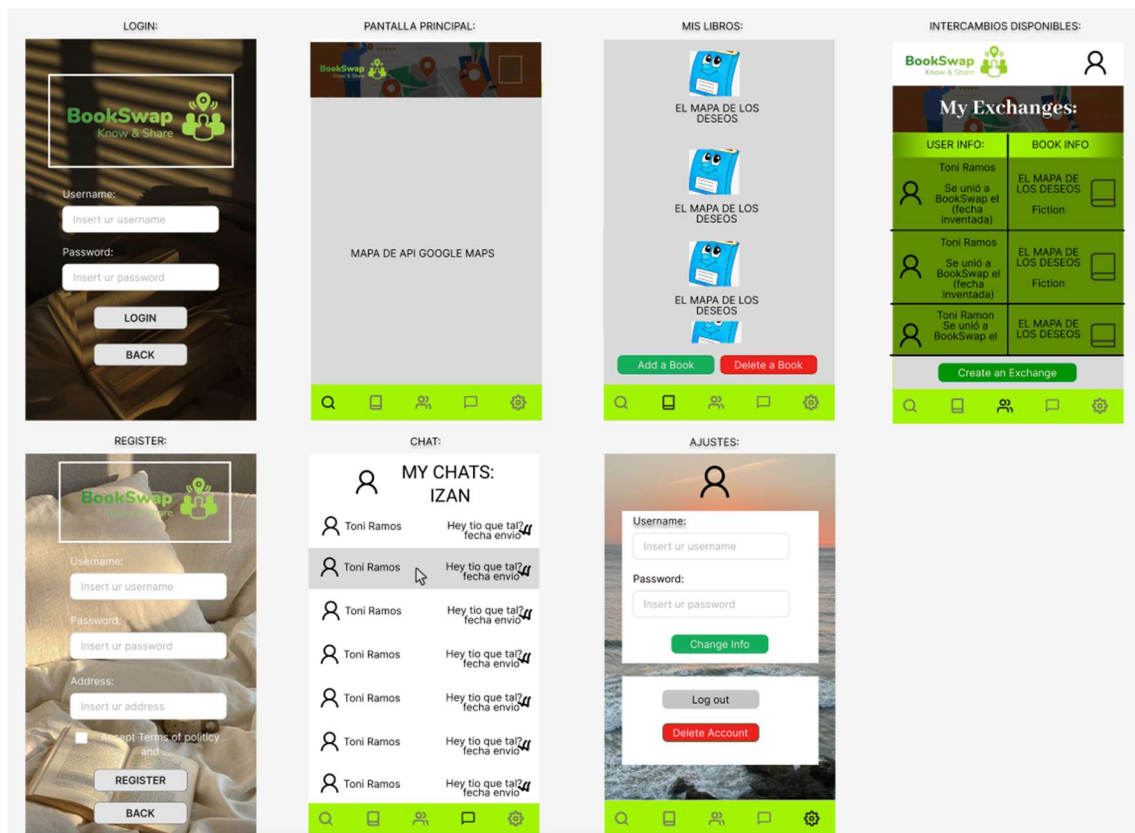 LOGIN:
BookSwap
Know & Share
Username:
Insert ur username
Password:
Insert ur password
LOGIN
BACK
PANTALLA PRINCIPAL:
BookSwap
Know & Share
MAPA DE API GOOGLE MAPS
MIS LIBROS:
EL MAPA DE LOS
DESEOS
EL MAPA DE LOS
DESEOS
EL MAPA DE LOS
DESEOS
Add a Book
Delete a Book
INTERCAMBIOS DISPONIBLES:
BookSwap
Know & Share
My Exchanges:
USER INFO:
BOOK INFO
Toni Ramos
Se unió a
BookSwap el
(fecha
inventada)
EL MAPA DE
LOS DESEOS
Fiction
Toni Ramos
Se unió a
BookSwap el
(fecha
inventada)
EL MAPA DE
LOS DESEOS
Fiction
Toni Ramon
Se unió a
BookSwap el
EL MAPA DE
LOS DESEOS
Create an Exchange
REGISTER:
BookSwap
Know & Share
Username:
Insert ur username
Password:
Insert ur password
Address:
Insert ur address
Accept Terms of politicy
and ...
REGISTER
BACK
CHAT:
MY CHATS:
IZAN
Toni Ramos
Hey tio que tal?
fecha envio
Toni Ramos
Hey tio que tal?
fecha envio
Toni Ramos
Hey tio que tal?
fecha envio
Toni Ramos
Hey tio que tal?
fecha envio
Toni Ramos
Hey tio que tal?
fecha envio
Toni Ramos
Hey tio que tal?
fecha envio
Toni Ramos
Hey tio que tal?
fecha envio
AJUSTES:
Username:
Insert ur username
Password:
Insert ur password
Change Info
Log out
Delete Account